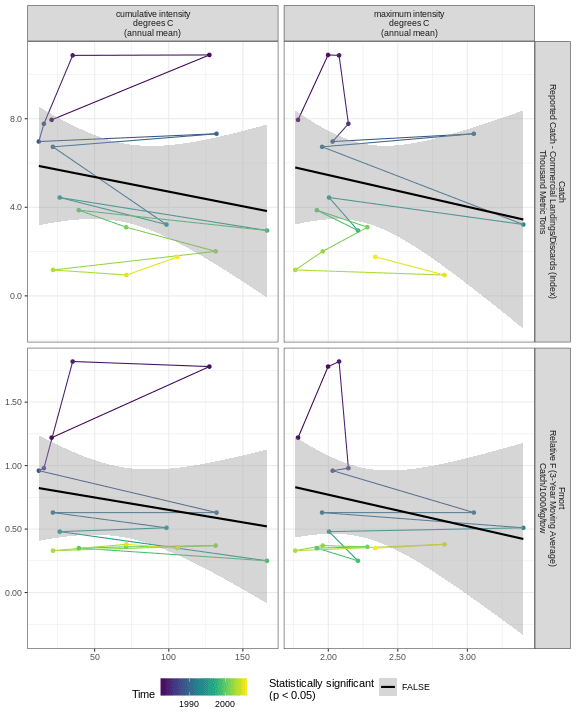 cumulative intensity
degrees C
(annual mean)
maximum intensity
degrees C
(annual mean)
8.0
4.0
0.0
Catch
Reported Catch - Commercial Landings/Discards (Index)
Thousand Metric Tons
1.50
1.00
0.50
0.00
Fmort
Relative F (3-Year Moving Average)
Catch/1000/kg/tow
50
100
150
2.00
2.50
3.00
Time
1990
2000
Statistically significant
(p < 0.05)
FALSE